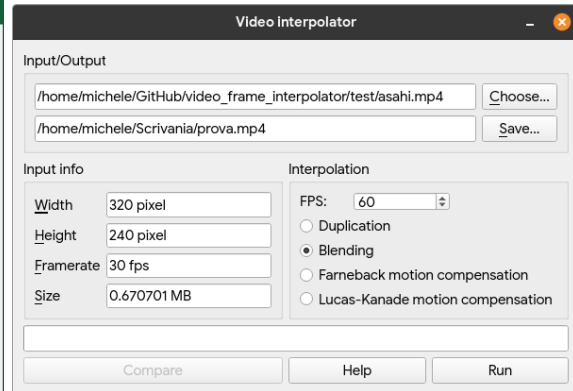 Video interpolator
Input/Output
/home/michele/GitHub/video_frame_interpolator/test/asahi.mp4
Choose...
/home/michele/Scrivania/prova.mp4
Save...
Input info
Width
320 pixel
Height
240 pixel
Framerate
30 fps
Size
0.670701 MB
Interpolation
FPS:
60
Duplication
Blending
Farneback motion compensation
Lucas-Kanade motion compensation
Compare
Help
Run